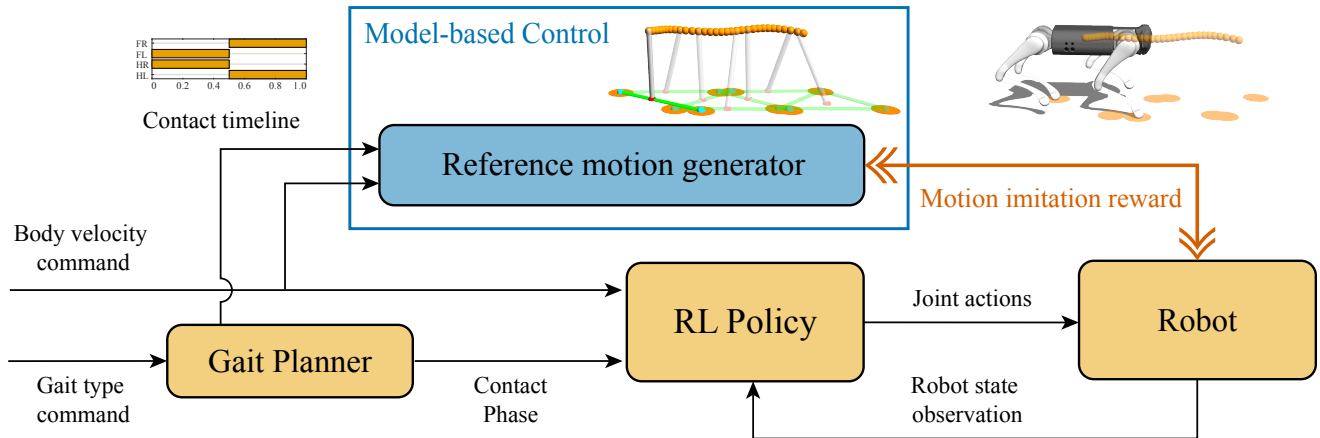 FR
FL
HR
HL
0 0.2 0.4 0.6 0.8 1.0
Contact timeline
Model-based Control
Reference motion generator
Motion imitation reward
Body velocity
command
RL Policy
Joint actions
Robot
Gait Planner
Gait type
command
Contact
Phase
Robot state
observation